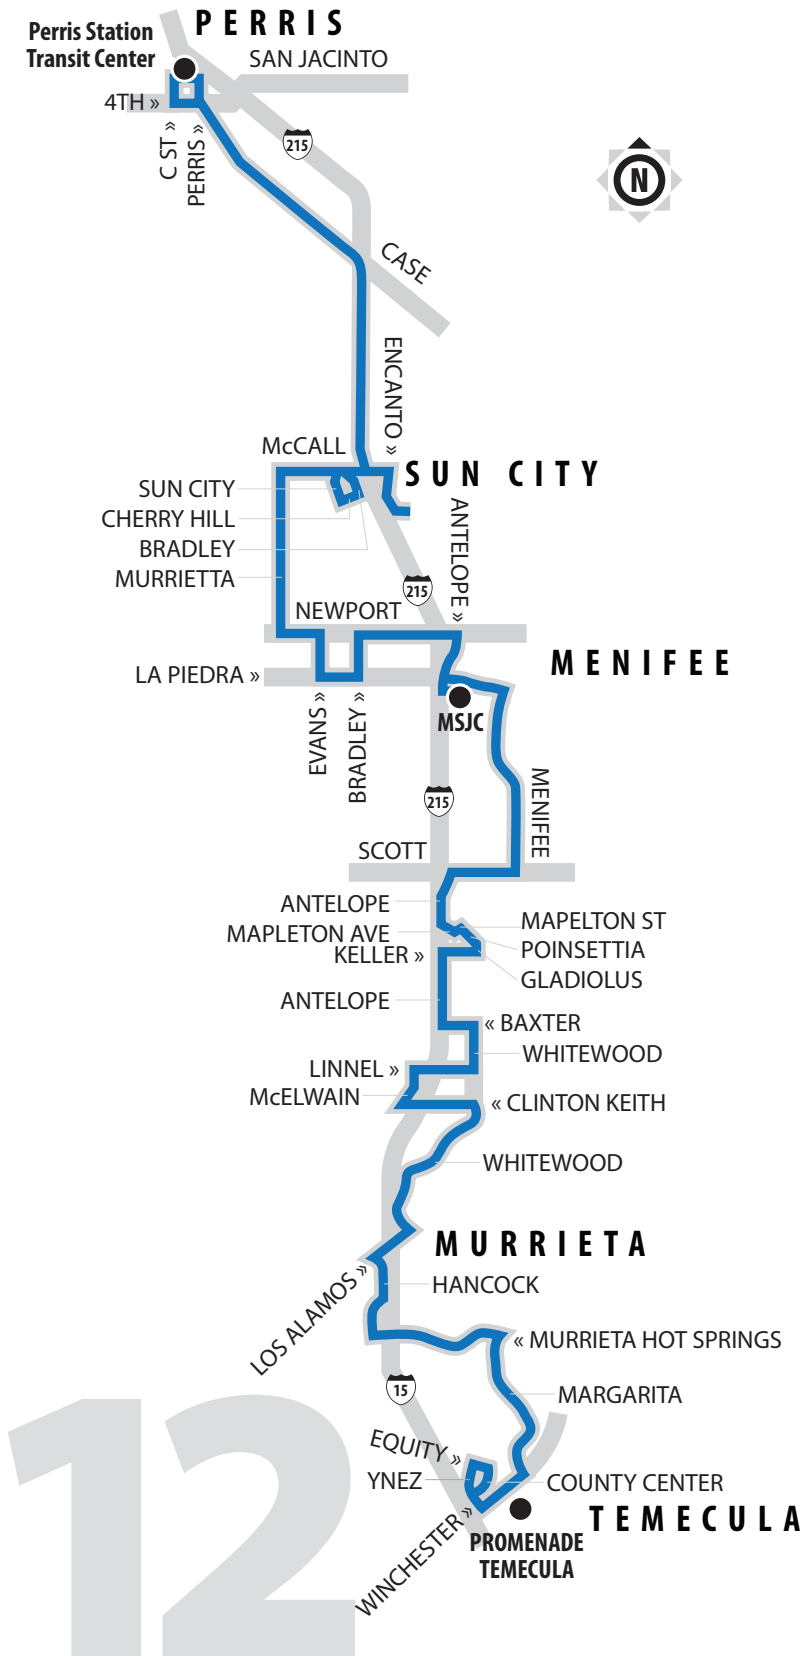 PERRIS
Perris Station
Transit Center
SAN JACINTO
4TH »
C ST »
PERRIS »
215
N
CASE
ENCANTO »
McCALL
SUN CITY
SUN CITY
CHERRY HILL
BRADLEY
MURRIETTA
ANTELOPE »
215
NEWPORT
MENIFEE
LA PIEDRA »
EVANS »
BRADLEY »
MSJC
215
MENIFEE
SCOTT
ANTELOPE
MAPLETON AVE
KELLER »
MAPELTON ST
POINSETTIA
GLADIOLUS
ANTELOPE
« BAXTER
WHITEWOOD
LINNEL »
McELWAIN
« CLINTON KEITH
WHITEWOOD
MURRIETA
LOS ALAMOS »
HANCOCK
« MURRIETA HOT SPRINGS
15
MARGARITA
EQUITY »
YNEZ
COUNTY CENTER
WINCHESTER »
TEMECULA
PROMENADE
TEMECULA
12